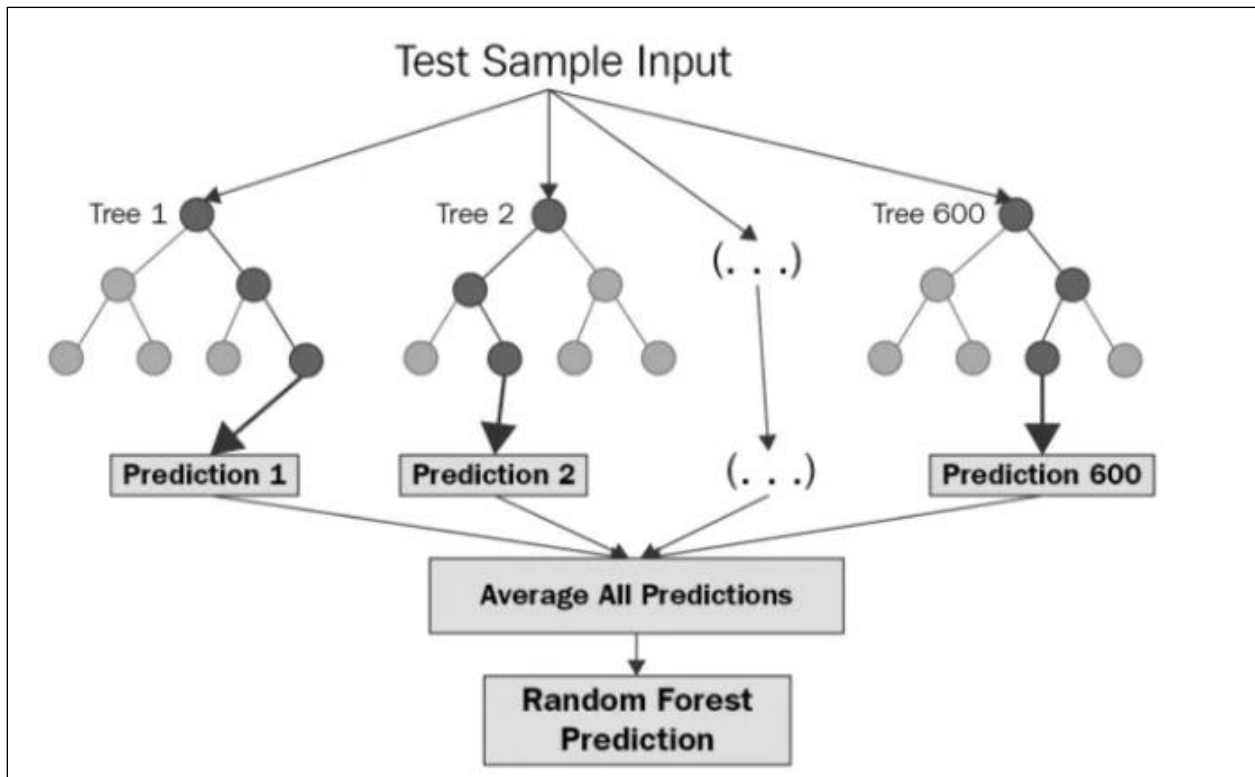 Test Sample Input
Tree 1
Tree 2
Tree 600
(. . .)
(. . .)
Prediction 1
Prediction 2
Prediction 600
Average All Predictions
Random Forest
Prediction